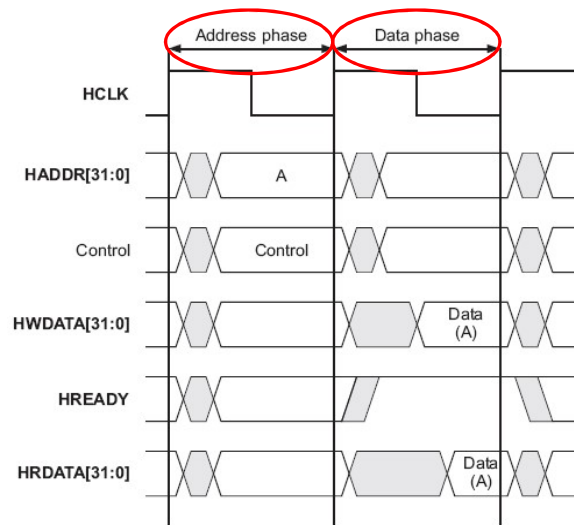 Address phase
Data phase
HCLK
HADDR[31:0]
A
Control
Control
HWDATA[31:0]
Data
(A)
HREADY
HRDATA[31:0]
Data
(A)